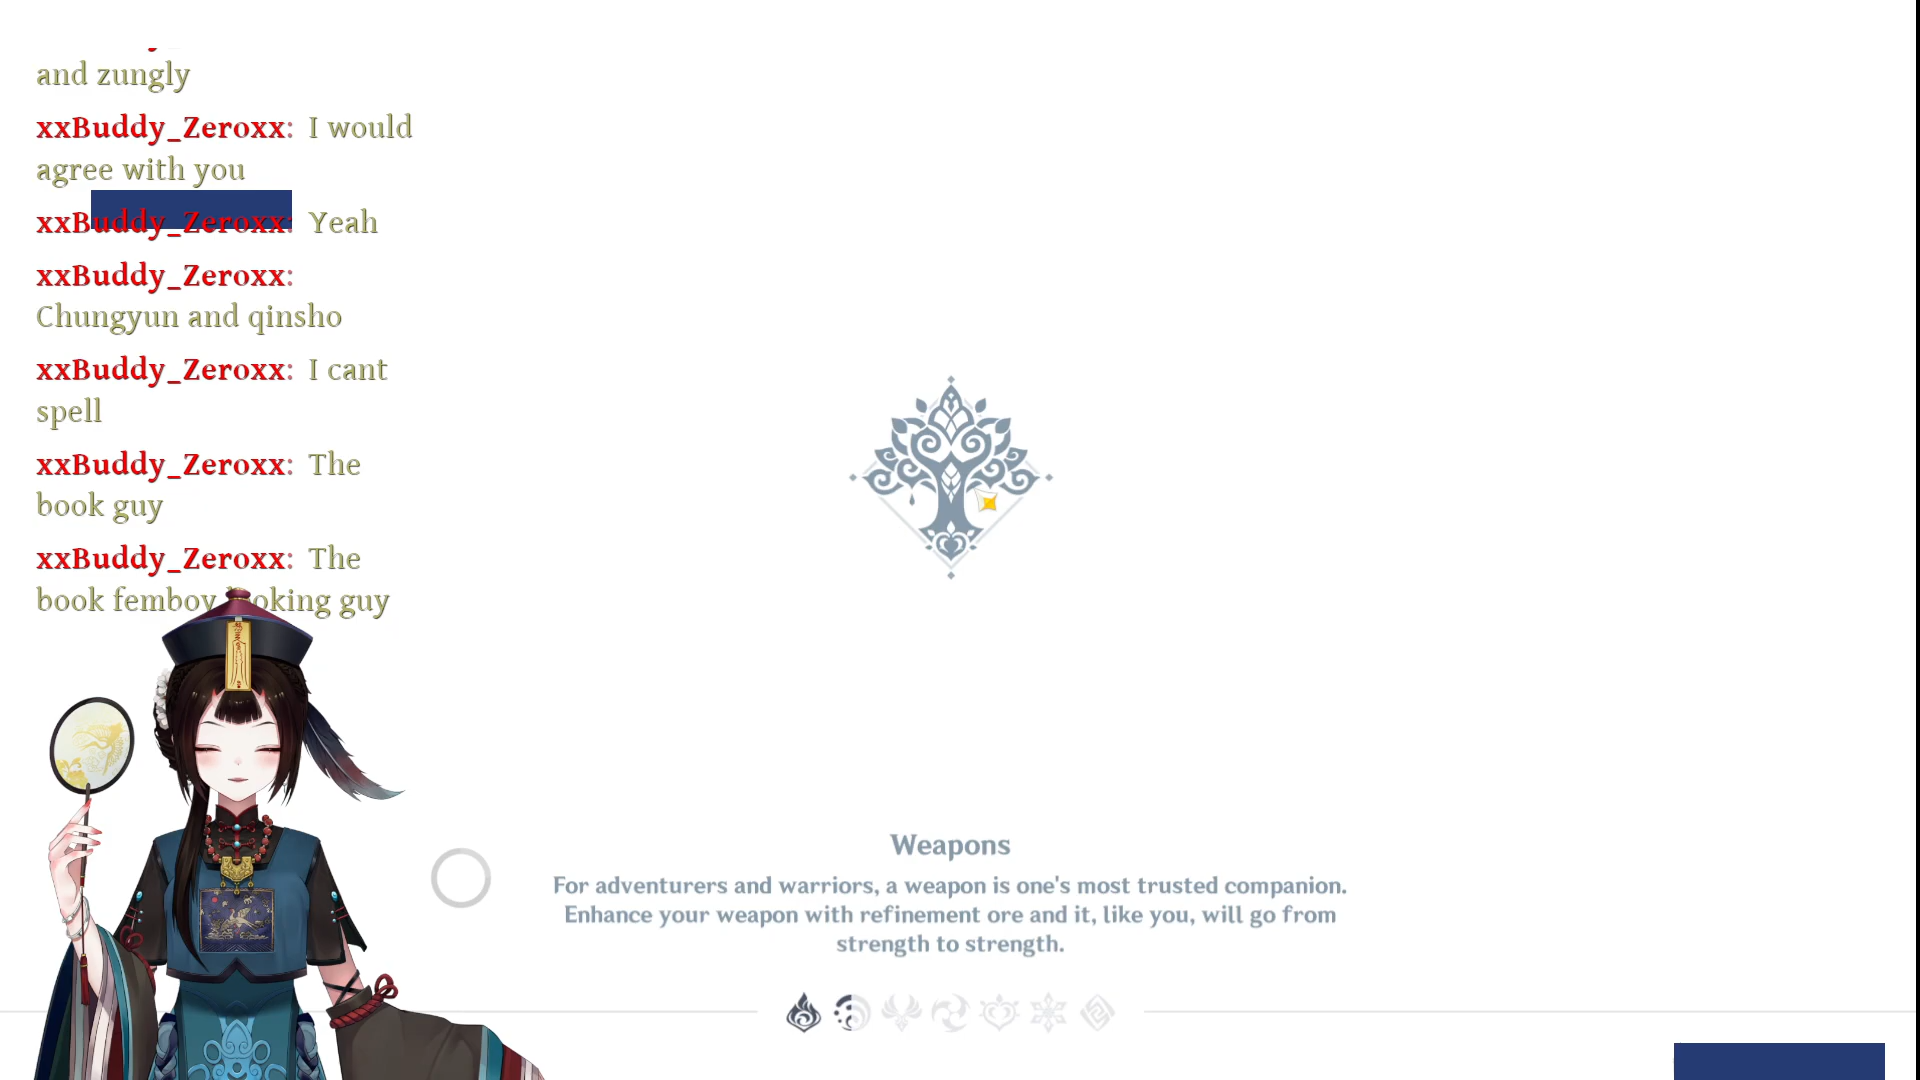 and zungly
xxBuddy_Zeroxx: I would
agree with you
xxBuddy_Zeroxx: Yeah
xxBuddy_Zeroxx:
Chungyun and qinsho
xxBuddy_Zeroxx: I cant
spell
xxBuddy_Zeroxx: The
book guy
xxBuddy_Zeroxx: The
book femboy looking guy
Weapons
For adventurers and warriors, a weapon is one's most trusted companion.
Enhance your weapon with refinement ore and it, like you, will go from
strength to strength.